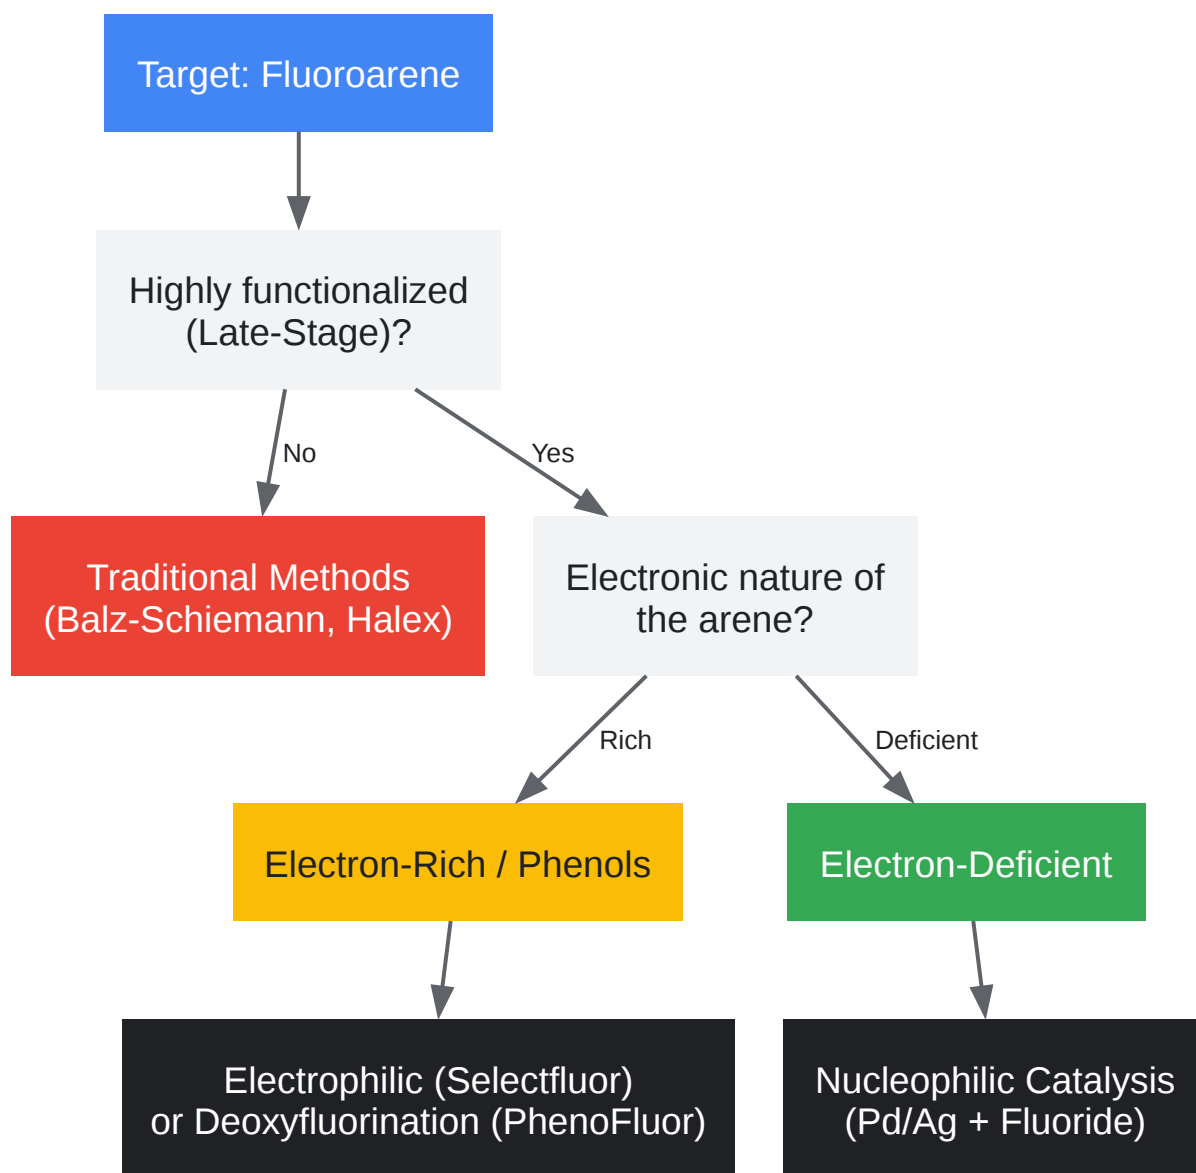 Target: Fluoroarene
Highly functionalized
(Late-Stage)?
No
Yes
Traditional Methods
(Balz-Schiemann, Halex)
Electronic nature of
the arene?
Rich
Deficient
Electron-Rich / Phenols
Electron-Deficient
Electrophilic (Selectfluor)
or Deoxyfluorination (PhenoFluor)
Nucleophilic Catalysis
(Pd/Ag + Fluoride)